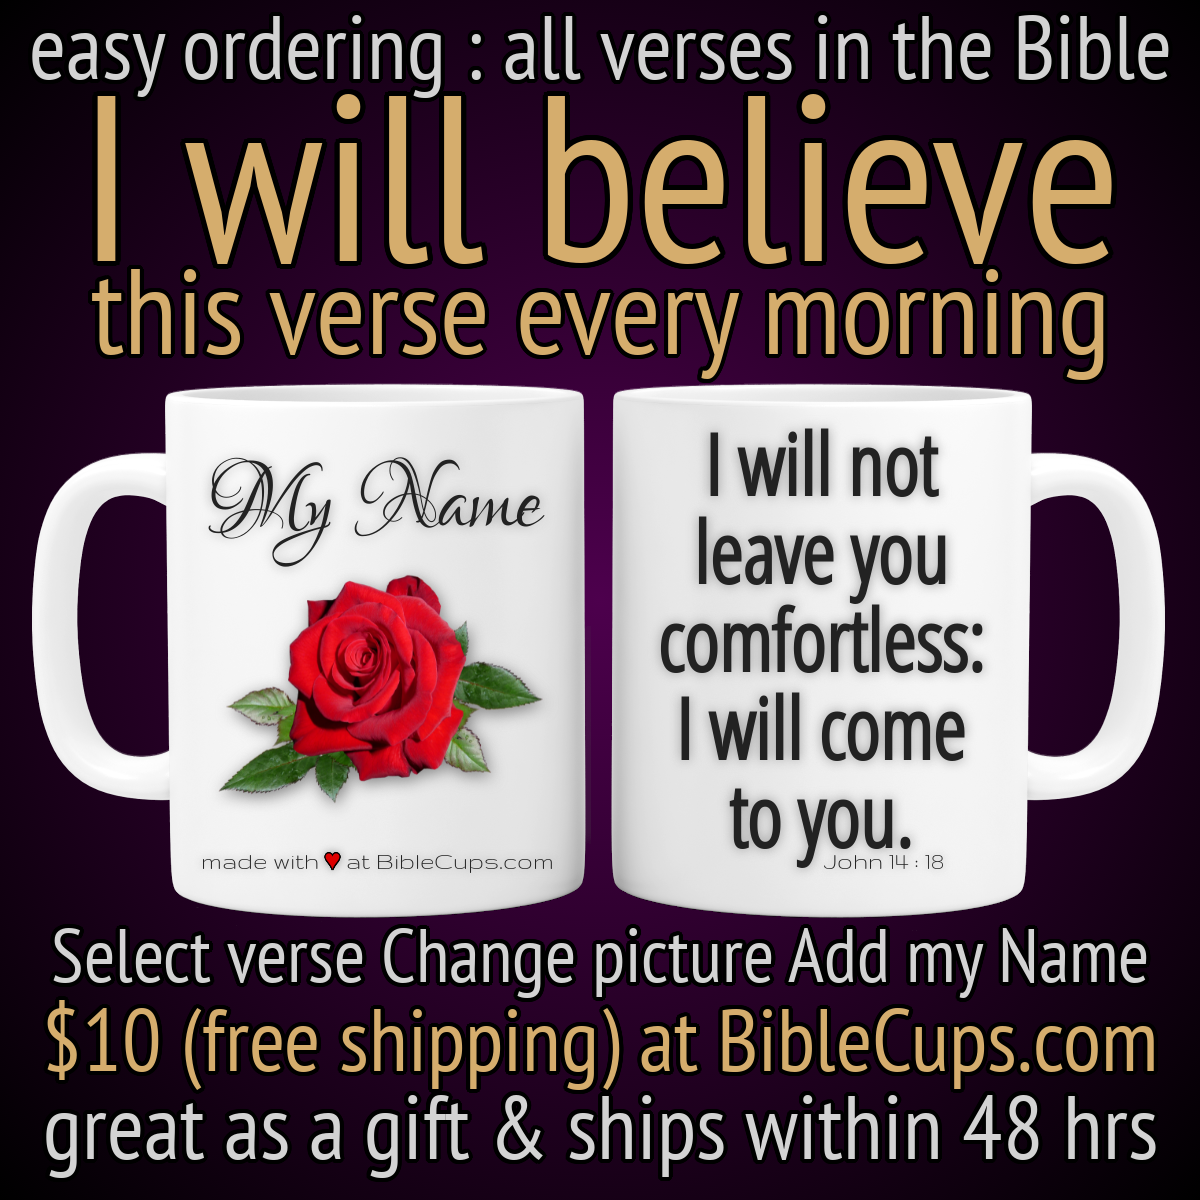 easy ordering : all verses in the Bible
I will believe
this verse every morning
My Name
made with ❤ at BibleCups.com
I will not
leave you
comfortless:
I will come
to you.
John 14 : 18
Select verse Change picture Add my Name
$10 (free shipping) at BibleCups.com
great as a gift & ships within 48 hrs